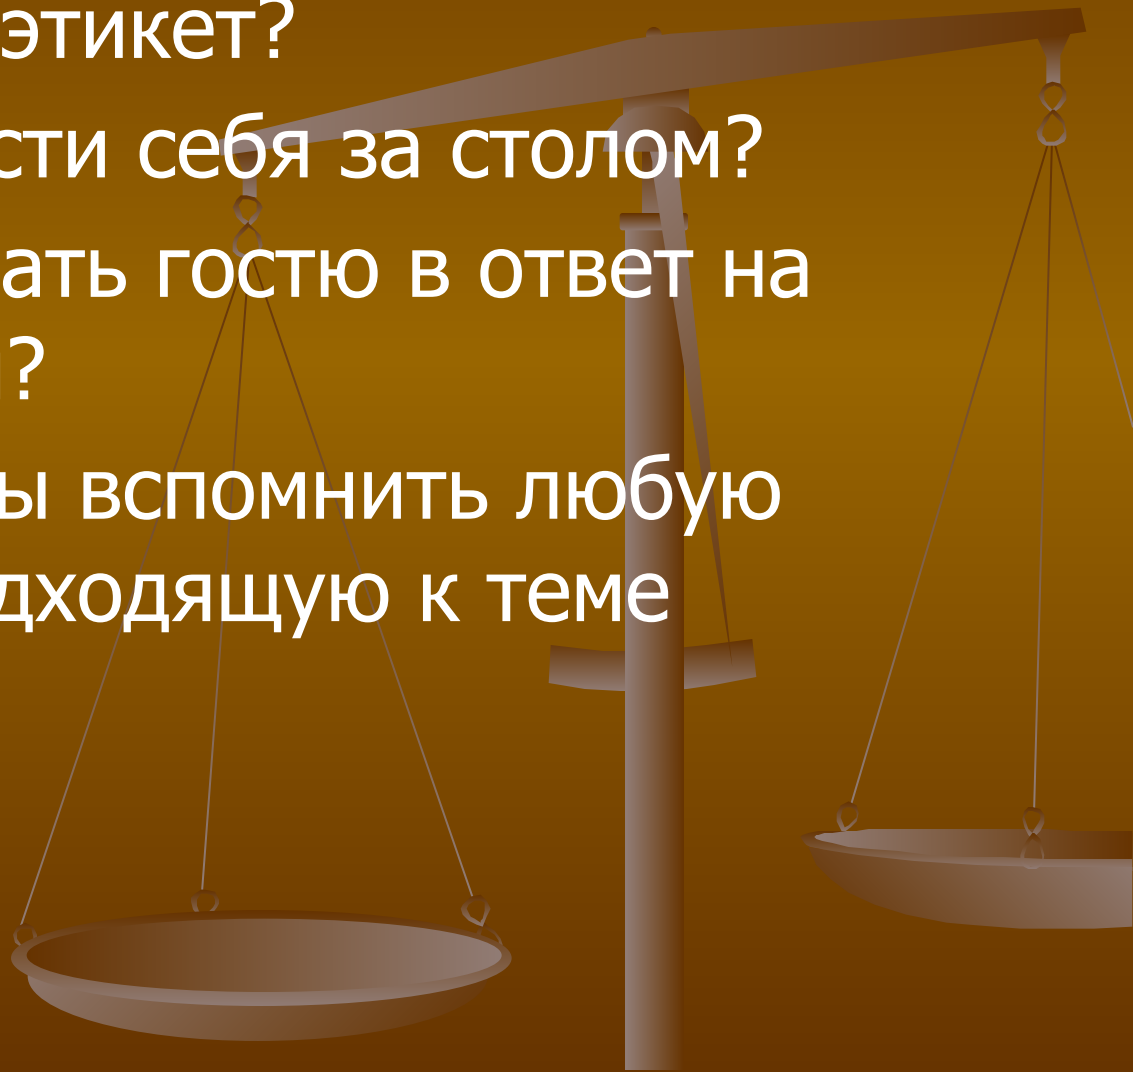 этикет?
сти себя за столом?
ать гостю в ответ на
?
ы вспомнить любую
дходящую к теме